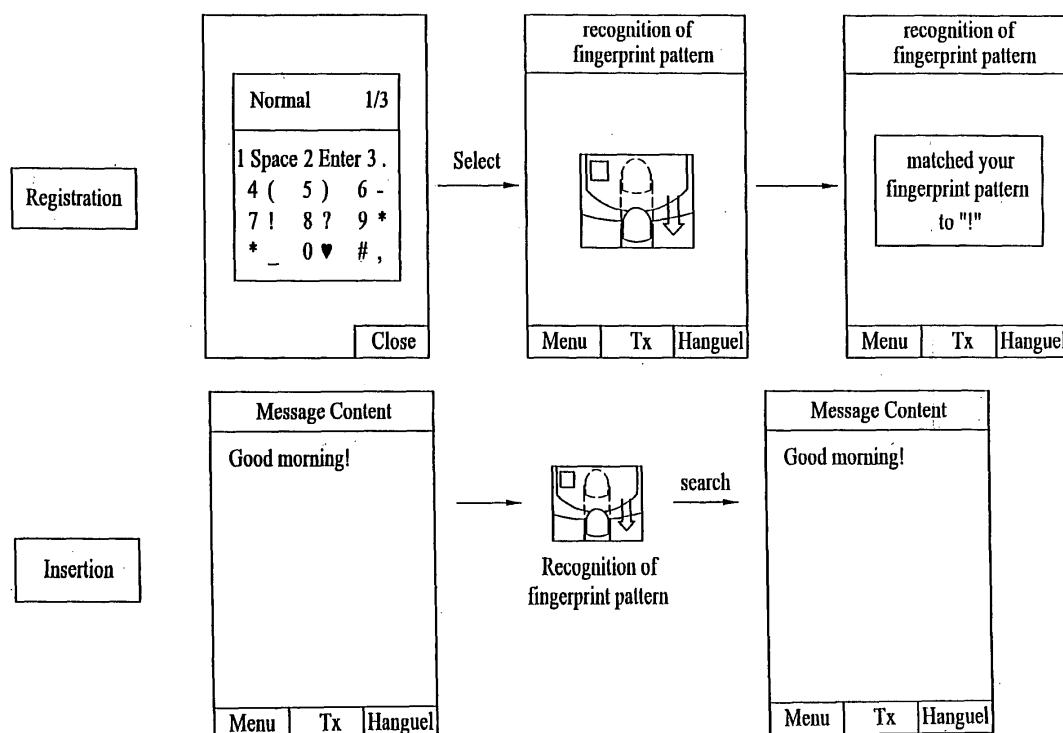 Registration
Normal 1/3
1 Space 2 Enter 3 .
4 ( 5 ) 6 -
7 ! 8 ? 9 *
* _ 0 ♥ # ,
Close
Select
recognition of
fingerprint pattern
Menu Tx Hanguel
recognition of
fingerprint pattern
matched your
fingerprint pattern
to "!"
Menu Tx Hanguel
Insertion
Message Content
Good morning!
Menu Tx Hanguel
Recognition of
fingerprint pattern
search
Message Content
Good morning!
Menu Tx Hanguel